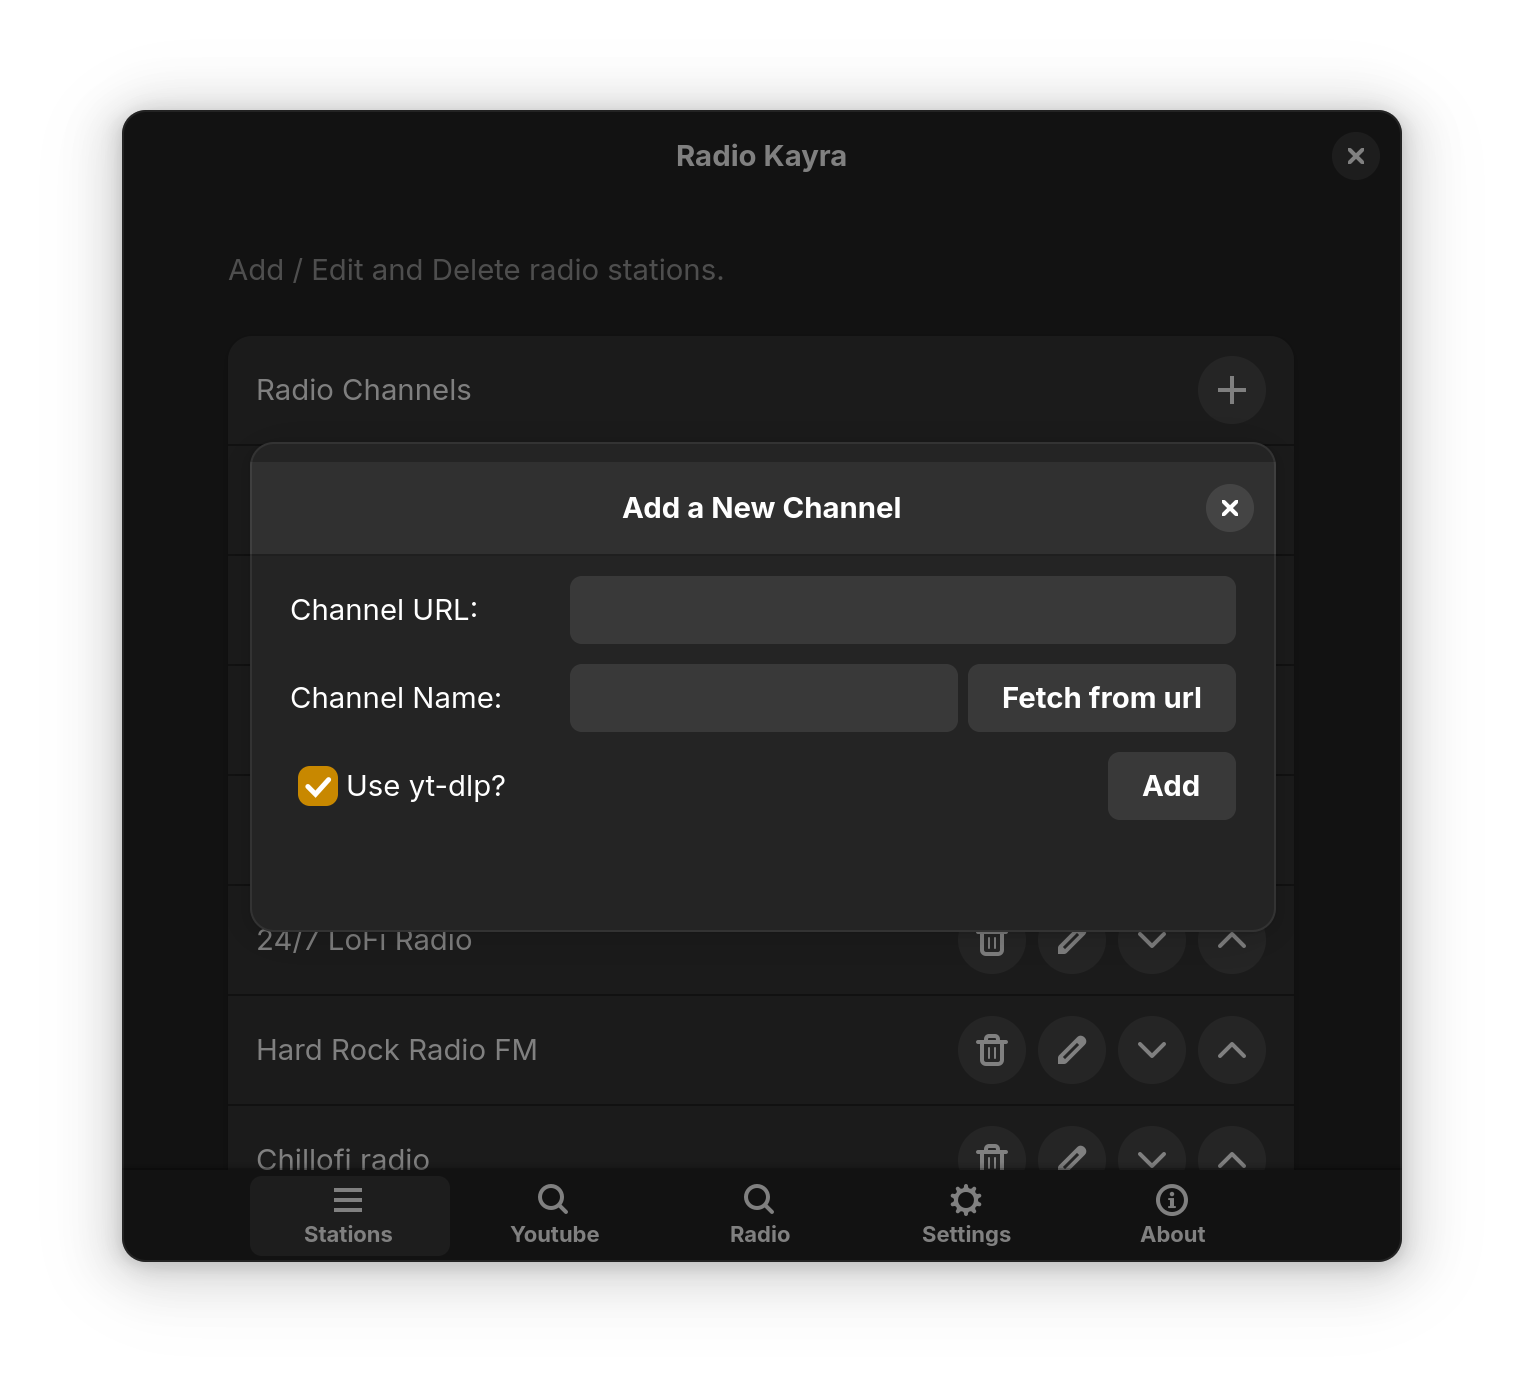 Radio Kayra
Add / Edit and Delete radio stations.
Radio Channels
Add a New Channel
Channel URL:
Channel Name:
Fetch from url
Use yt-dlp?
Add
24/7 LoFi Radio
Hard Rock Radio FM
Chillofi radio
Stations
Youtube
Radio
Settings
About